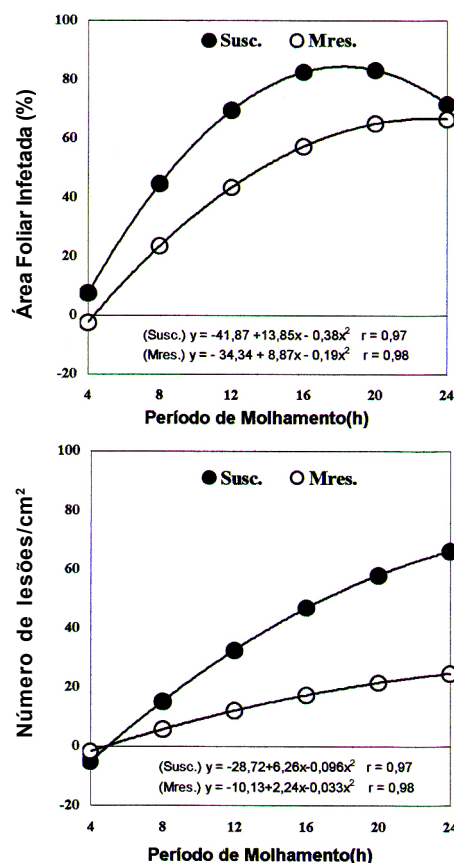 Área Foliar Infetada (%)
100
80
60
40
20
0
-20
Susc. Mres.
(Susc.) y = -41,87 +13,85x - 0,38x² r = 0,97
(Mres.) y = - 34,34 + 8,87x - 0,19x² r = 0,98
4 8 12 16 20 24
Período de Molhamento(h)
Número de lesões/cm²
100
80
60
40
20
0
-20
Susc. Mres.
(Susc.) y = -28,72+6,26x-0,096x² r = 0,97
(Mres.) y = -10,13+2,24x-0,033x² r = 0,98
4 8 12 16 20 24
Período de Molhamento(h)